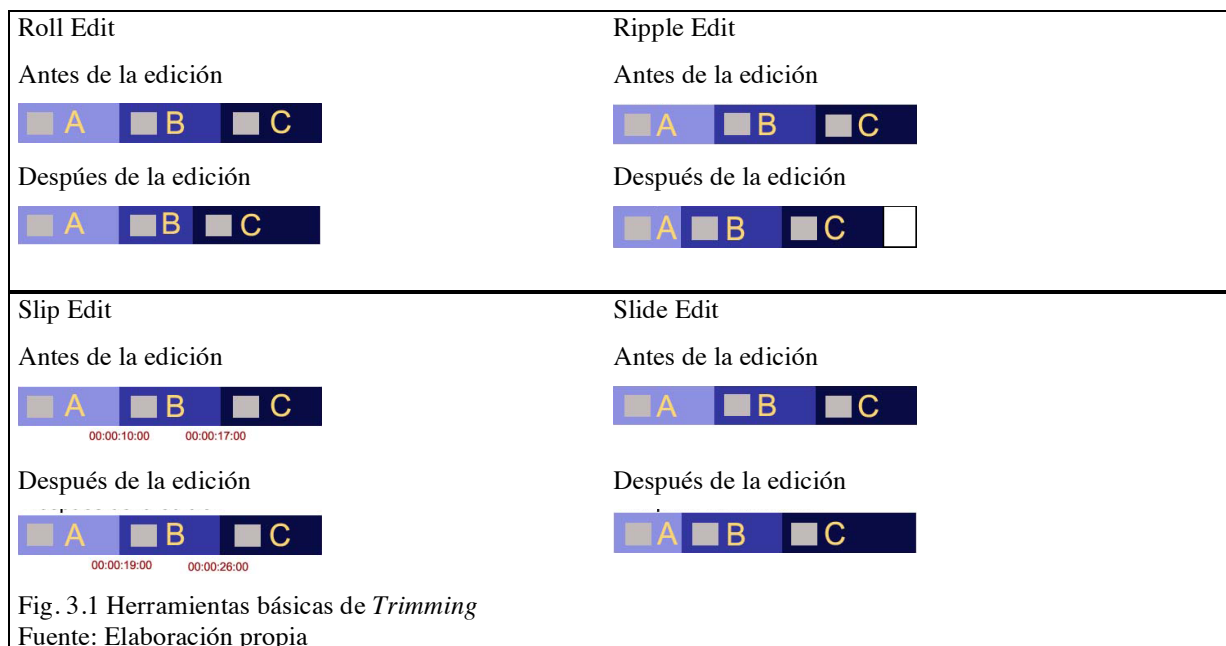 Roll Edit
Antes de la edición
A B C
Despúes de la edición
A B C
Ripple Edit
Antes de la edición
A B C
Después de la edición
A B C
Slip Edit
Antes de la edición
A B C
00:00:10:00 00:00:17:00
Después de la edición
A B C
00:00:19:00 00:00:26:00
Slide Edit
Antes de la edición
A B C
Después de la edición
A B C
Fig. 3.1 Herramientas básicas de Trimming
Fuente: Elaboración propia